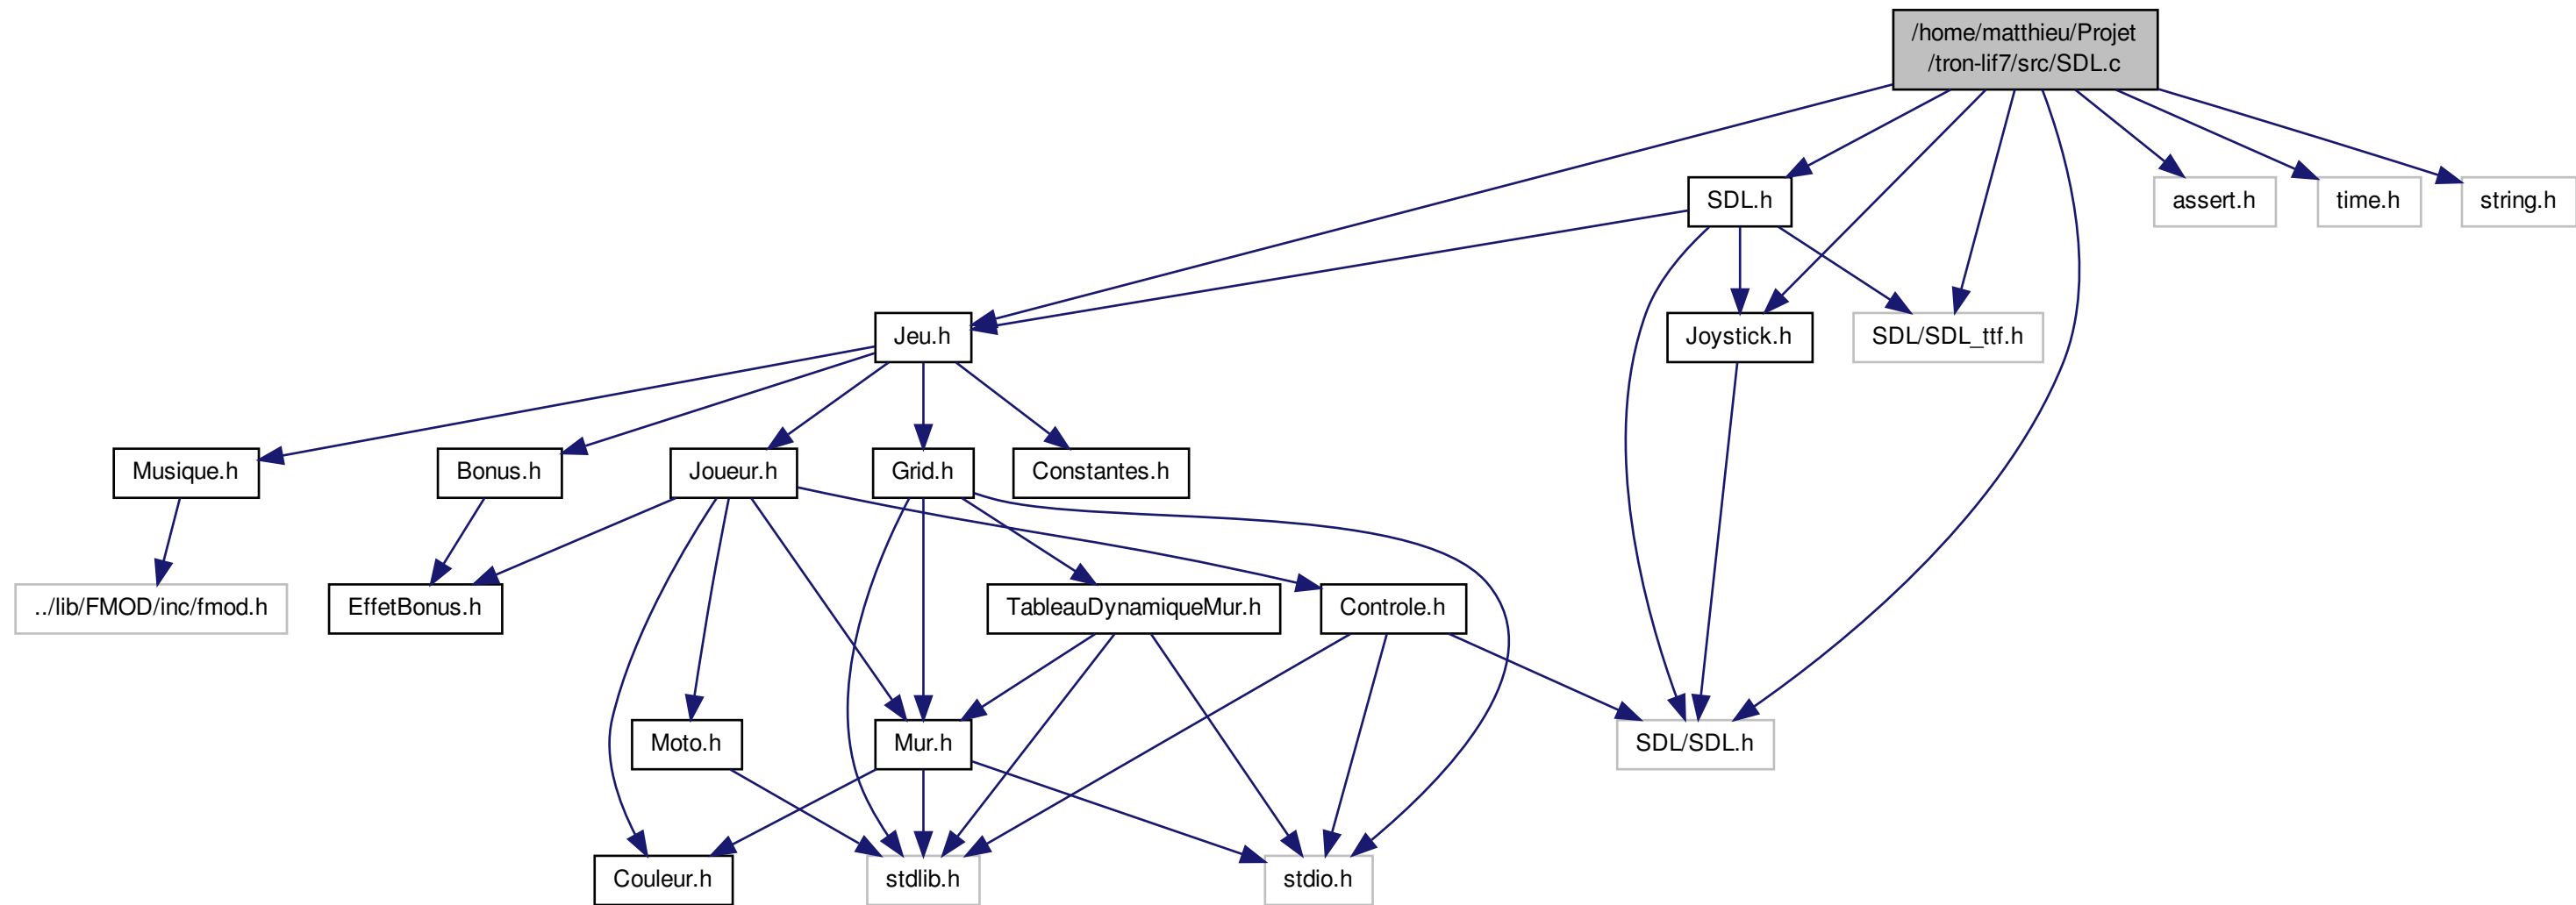 /home/matthieu/Projet
/tron-lif7/src/SDL.c
SDL.h
assert.h
time.h
string.h
Jeu.h
Joystick.h
SDL/SDL_ttf.h
Musique.h
Bonus.h
Joueur.h
Grid.h
Constantes.h
../lib/FMOD/inc/fmod.h
EffetBonus.h
TableauDynamiqueMur.h
Controle.h
Moto.h
Mur.h
SDL/SDL.h
Couleur.h
stdlib.h
stdio.h